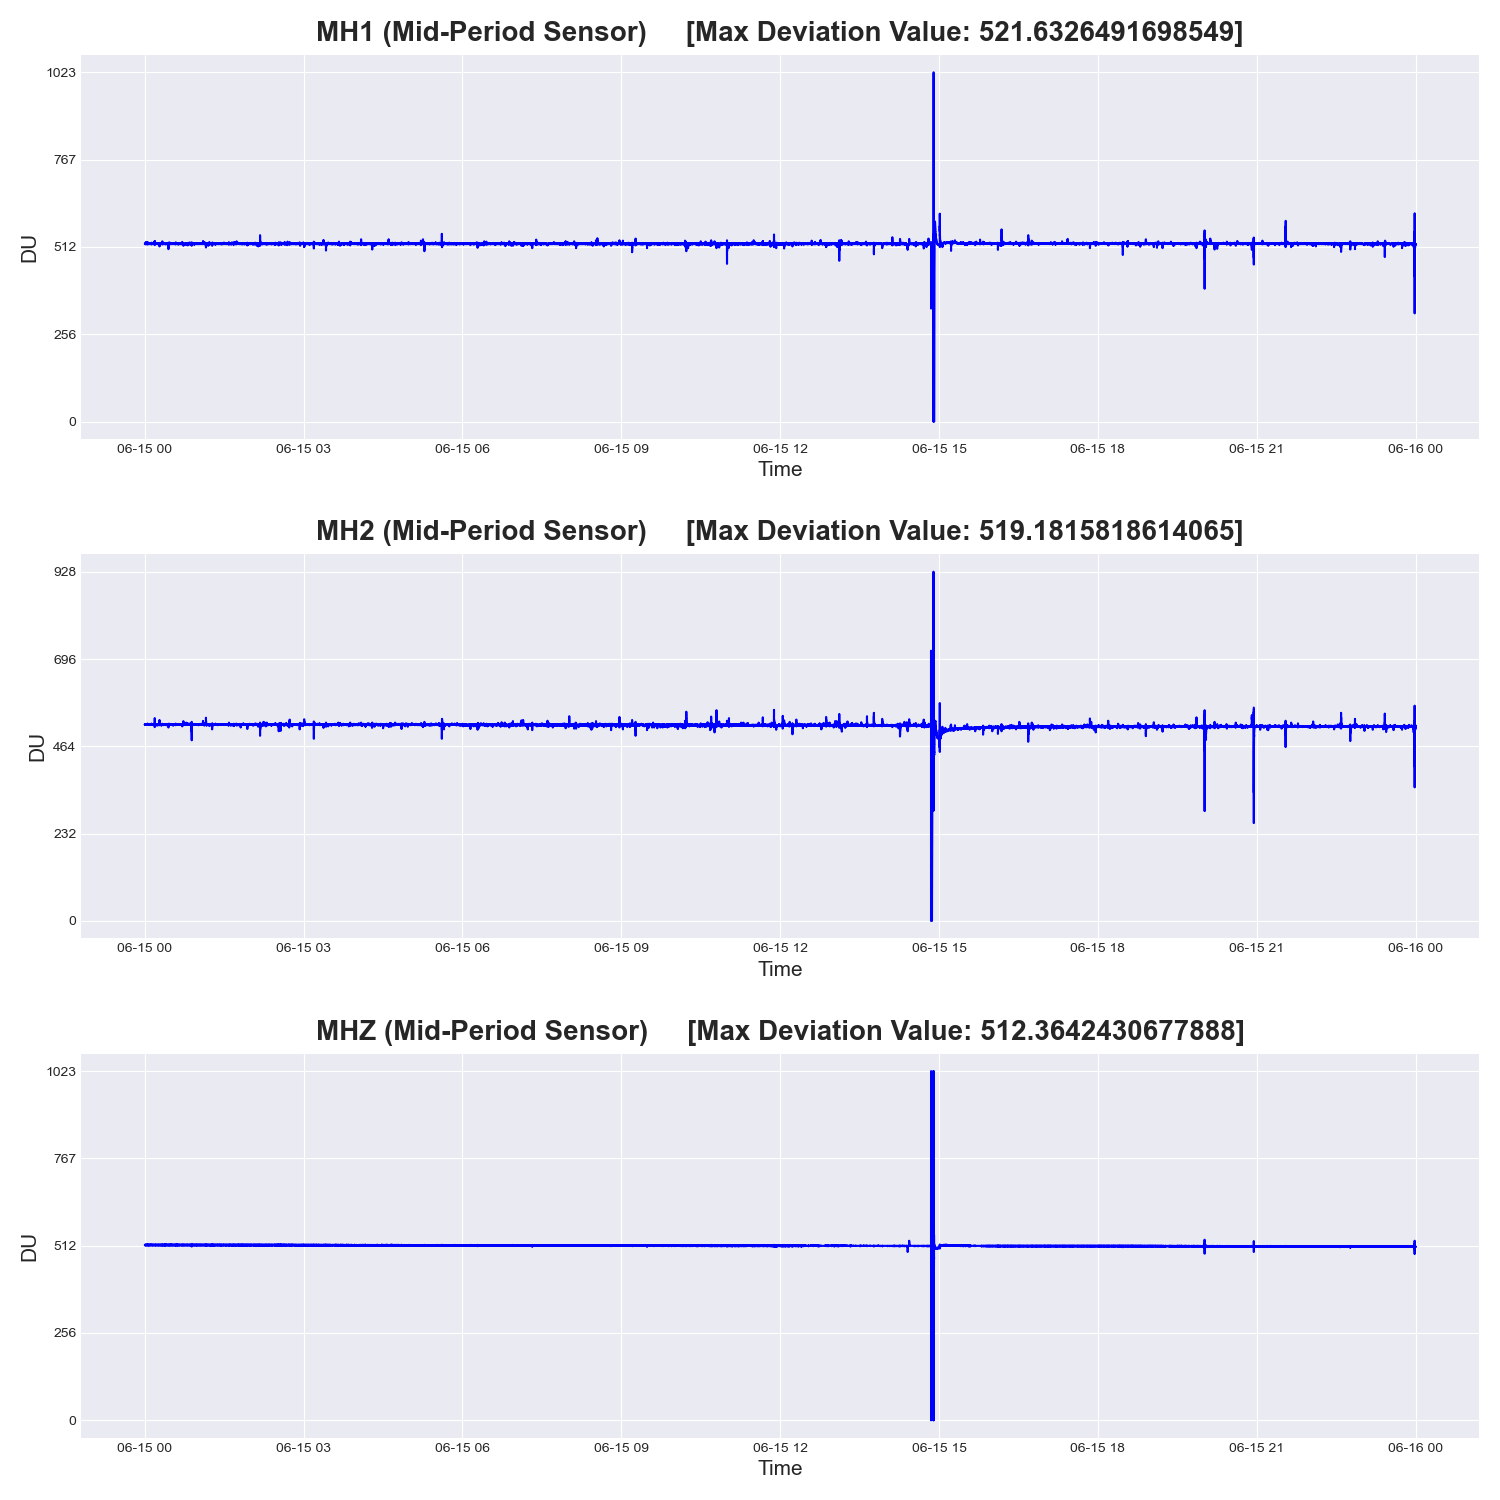 MH1 (Mid-Period Sensor) [Max Deviation Value: 521.6326491698549]
1023
767
512
256
0
DU
06-15 00 06-15 03 06-15 06 06-15 09 06-15 12 06-15 15 06-15 18 06-15 21 06-16 00
Time
MH2 (Mid-Period Sensor) [Max Deviation Value: 519.1815818614065]
928
696
464
232
0
DU
06-15 00 06-15 03 06-15 06 06-15 09 06-15 12 06-15 15 06-15 18 06-15 21 06-16 00
Time
MHZ (Mid-Period Sensor) [Max Deviation Value: 512.3642430677888]
1023
767
512
256
0
DU
06-15 00 06-15 03 06-15 06 06-15 09 06-15 12 06-15 15 06-15 18 06-15 21 06-16 00
Time